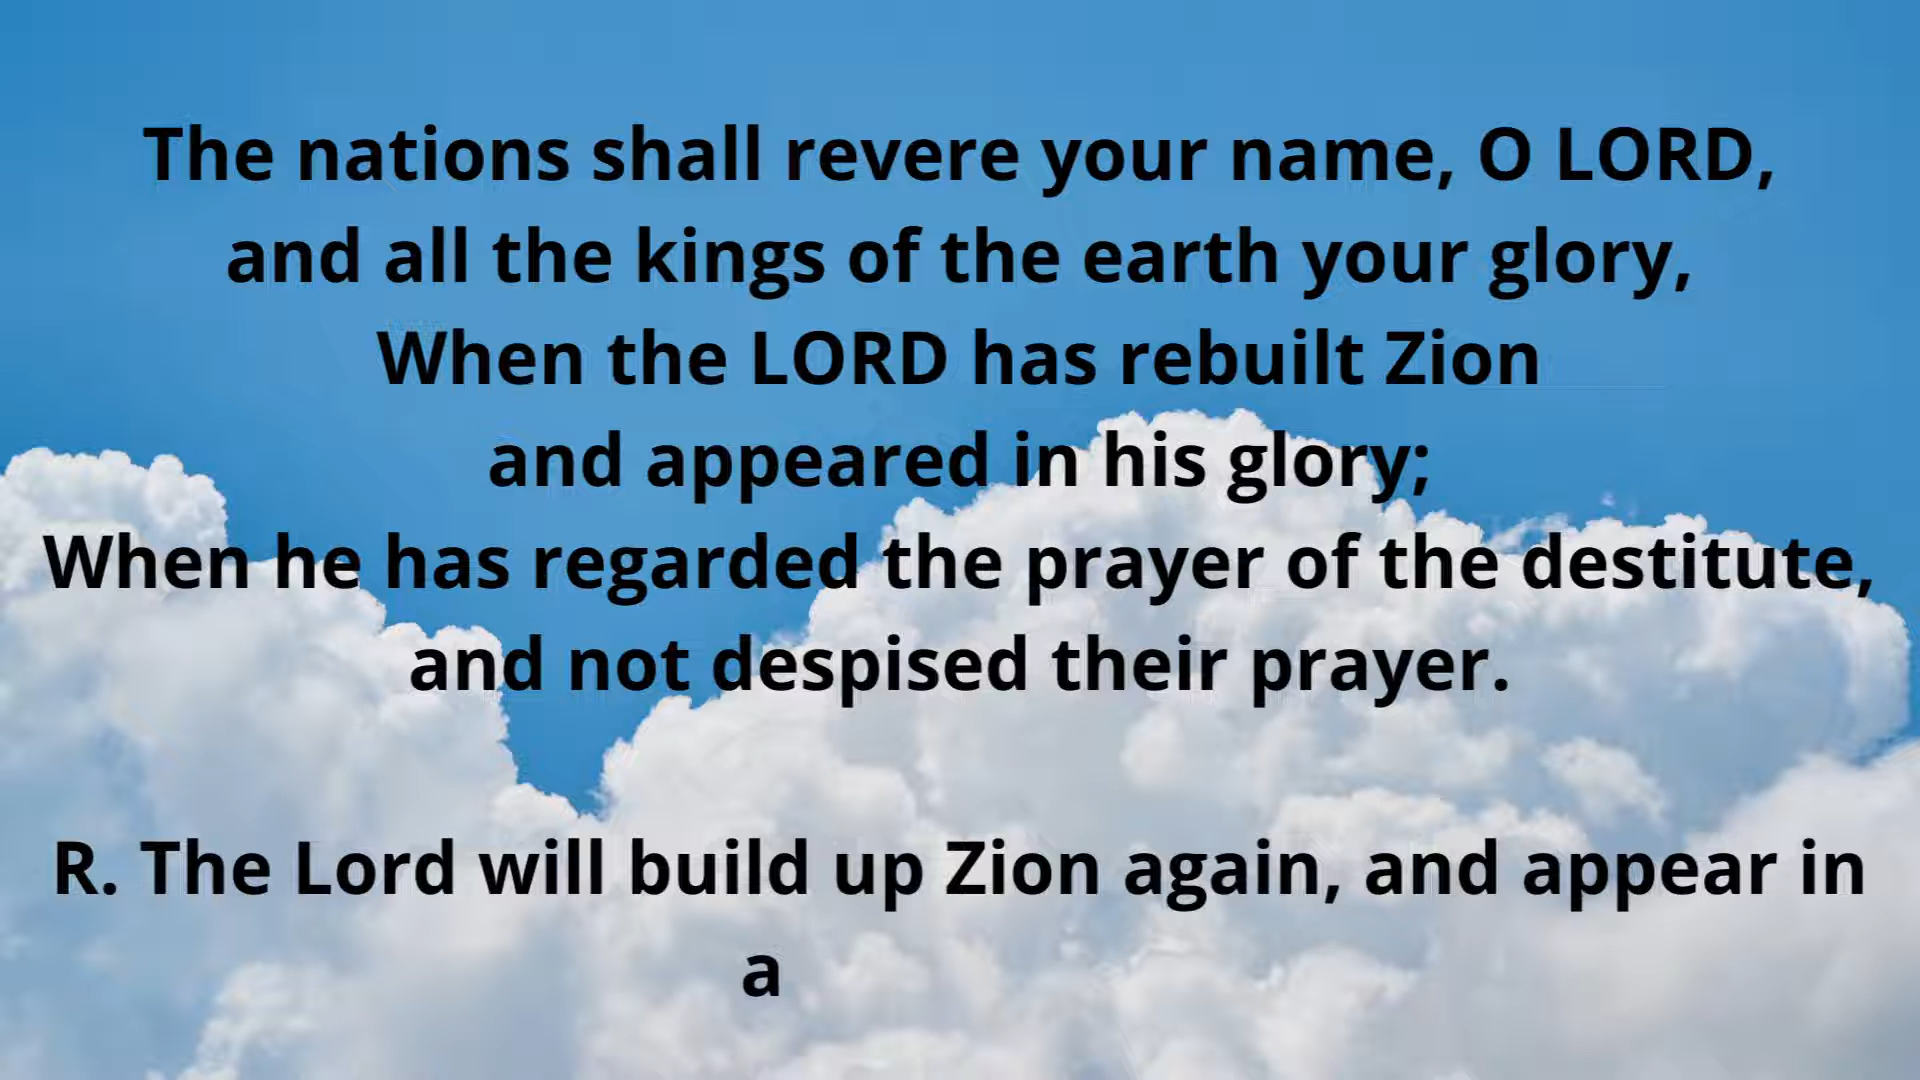 The nations shall revere your name, O LORD,
and all the kings of the earth your glory,
When the LORD has rebuilt Zion
and appeared in his glory;
When he has regarded the prayer of the destitute,
and not despised their prayer.
R. The Lord will build up Zion again, and appear in
a